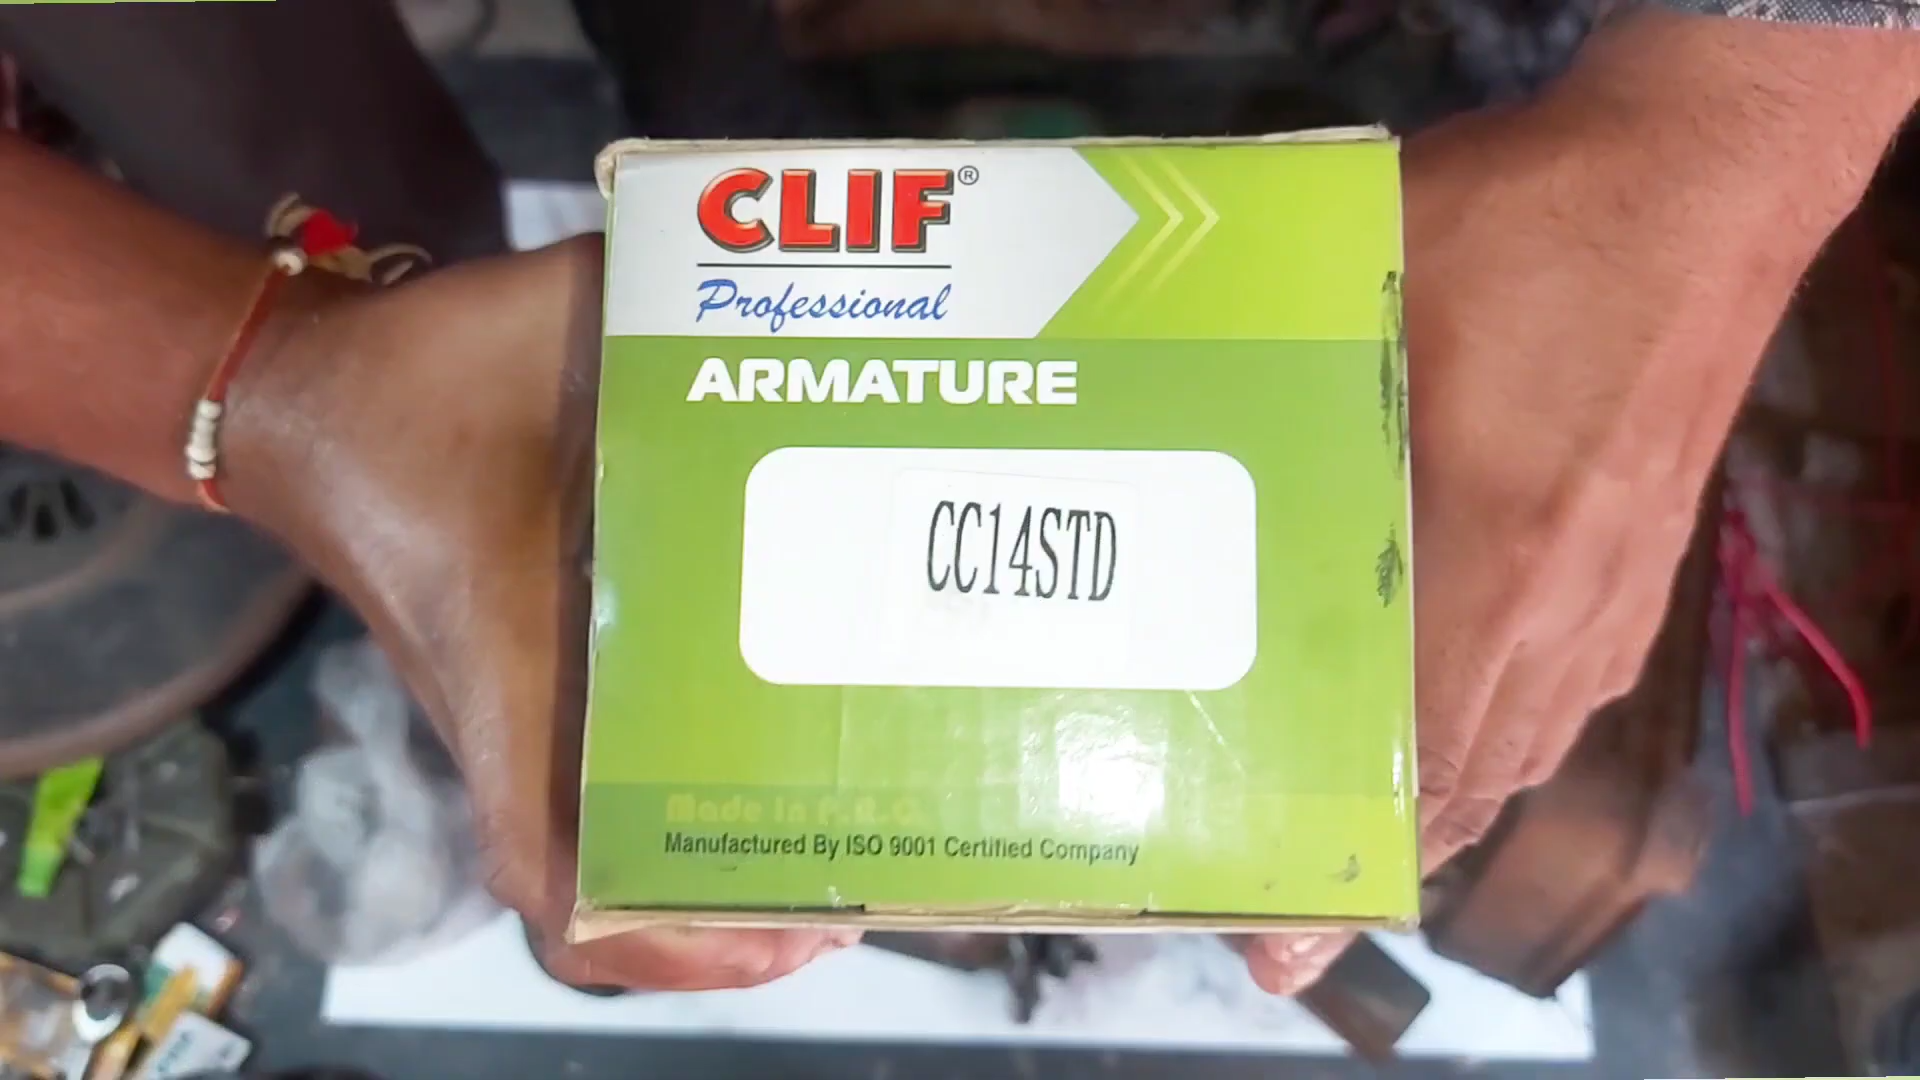 CLIF®
Professional
ARMATURE
CC14STD
Made in P.R.C.
Manufactured By ISO 9001 Certified Company